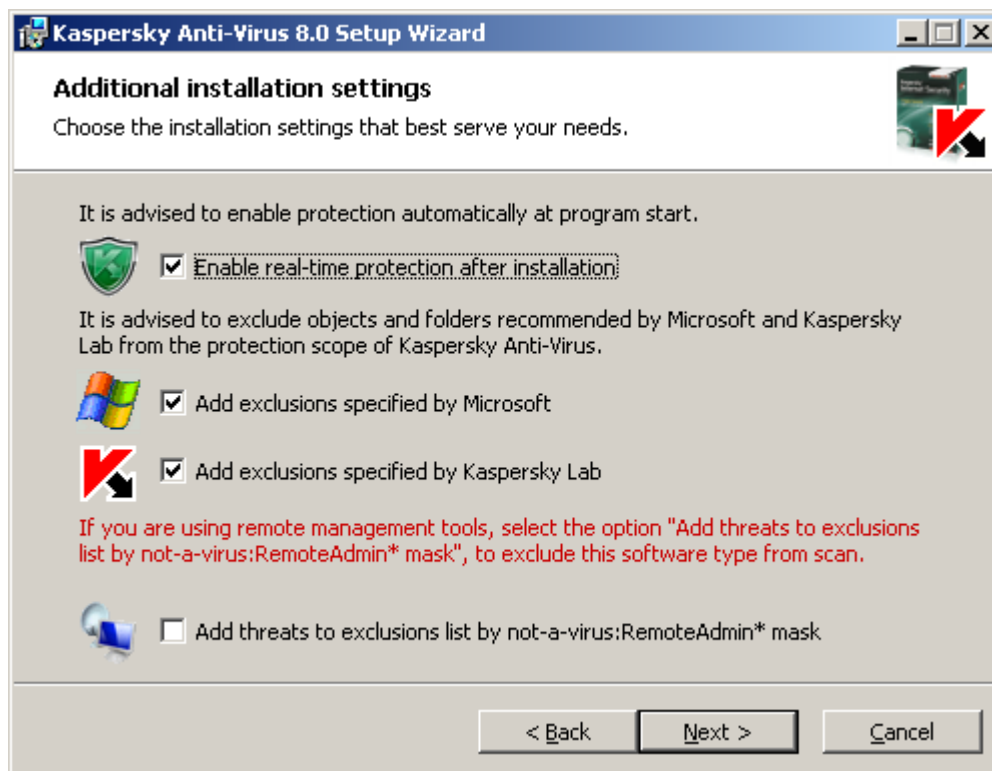 Kaspersky Anti-Virus 8.0 Setup Wizard
Additional installation settings
Choose the installation settings that best serve your needs.
It is advised to enable protection automatically at program start.
Enable real-time protection after installation
It is advised to exclude objects and folders recommended by Microsoft and Kaspersky
Lab from the protection scope of Kaspersky Anti-Virus.
Add exclusions specified by Microsoft
Add exclusions specified by Kaspersky Lab
If you are using remote management tools, select the option "Add threats to exclusions
list by not-a-virus:RemoteAdmin* mask", to exclude this software type from scan.
Add threats to exclusions list by not-a-virus:RemoteAdmin* mask
< Back
Next >
Cancel